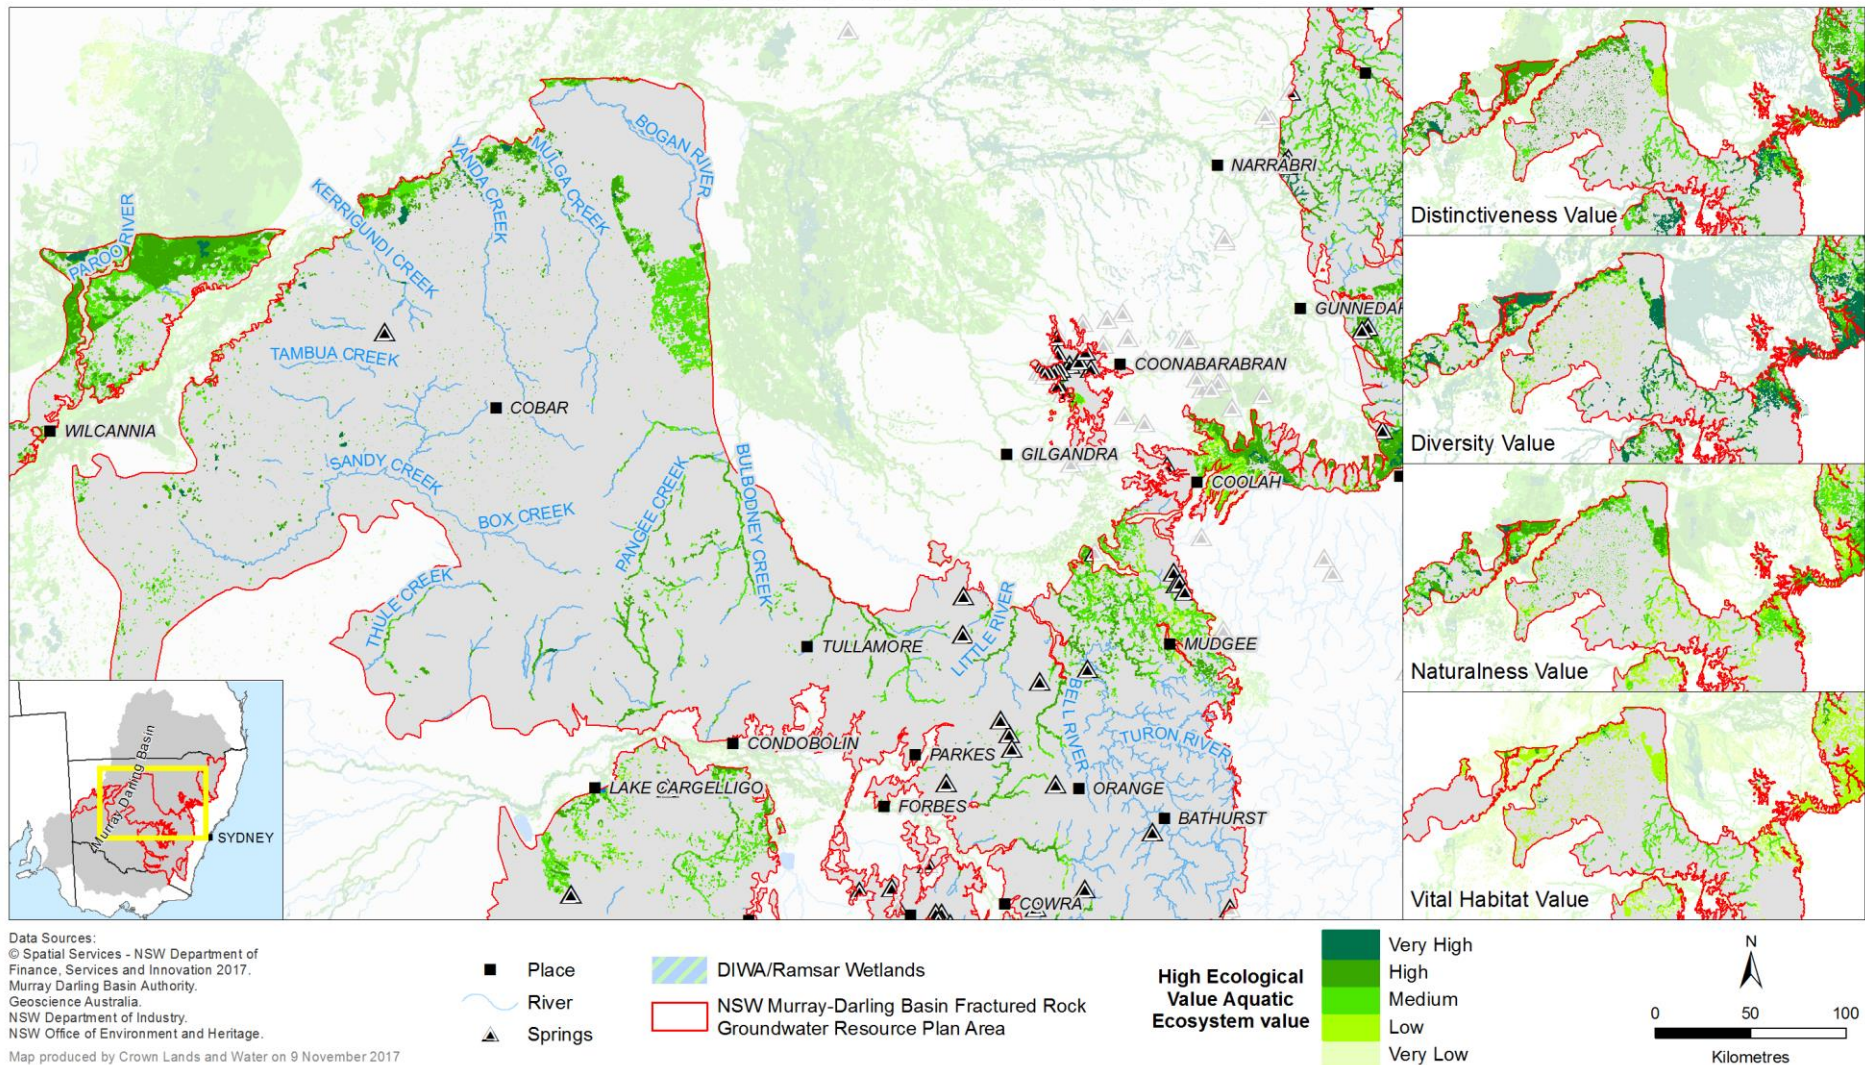 BOGAN RIVER
YANDA CREEK
MULGA CREEK
KERRIGUNDI CREEK
PAROO RIVER
NARRABRI
TAMBUA CREEK
GUNNEDAH
COONABARABRAN
COBAR
WILCANNIA
SANDY CREEK
BOX CREEK
PANGEE CREEK
BULBODNEY CREEK
GILGANDRA
COOLAH
THULE CREEK
TULLAMORE
LITTLE RIVER
MUDGEE
BELL RIVER
TURON RIVER
CONDOBOLIN
PARKES
LAKE CARGELLIGO
FORBES
ORANGE
BATHURST
COWRA
Murray-Darling Basin
SYDNEY
Distinctiveness Value
Diversity Value
Naturalness Value
Vital Habitat Value
Data Sources:
© Spatial Services - NSW Department of
Finance, Services and Innovation 2017.
Murray Darling Basin Authority.
Geoscience Australia.
NSW Department of Industry.
NSW Office of Environment and Heritage.
Map produced by Crown Lands and Water on 9 November 2017
Place
River
Springs
DIWA/Ramsar Wetlands
NSW Murray-Darling Basin Fractured Rock
Groundwater Resource Plan Area
High Ecological
Value Aquatic
Ecosystem value
Very High
High
Medium
Low
Very Low
N
0 50 100
Kilometres